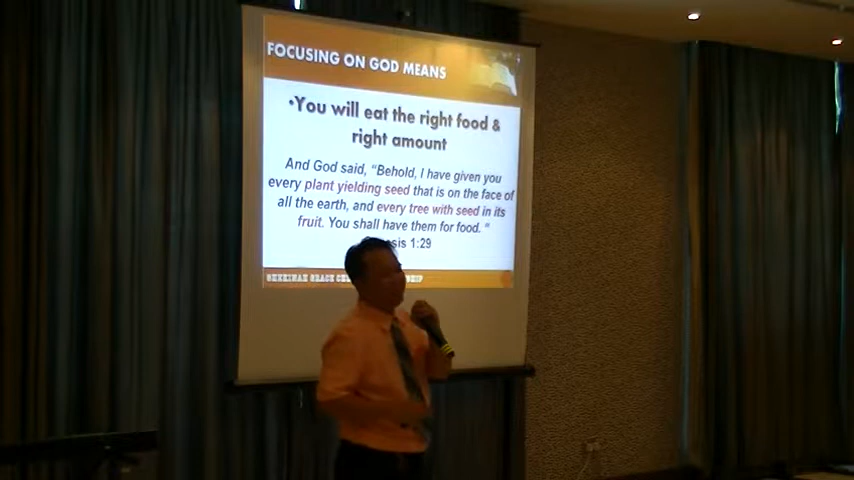 FOCUSING ON GOD MEANS
•You will eat the right food &
right amount
And God said, “Behold, I have given you
every plant yielding seed that is on the face of
all the earth, and every tree with seed in its
fruit. You shall have them for food. “
1:29
GRACE